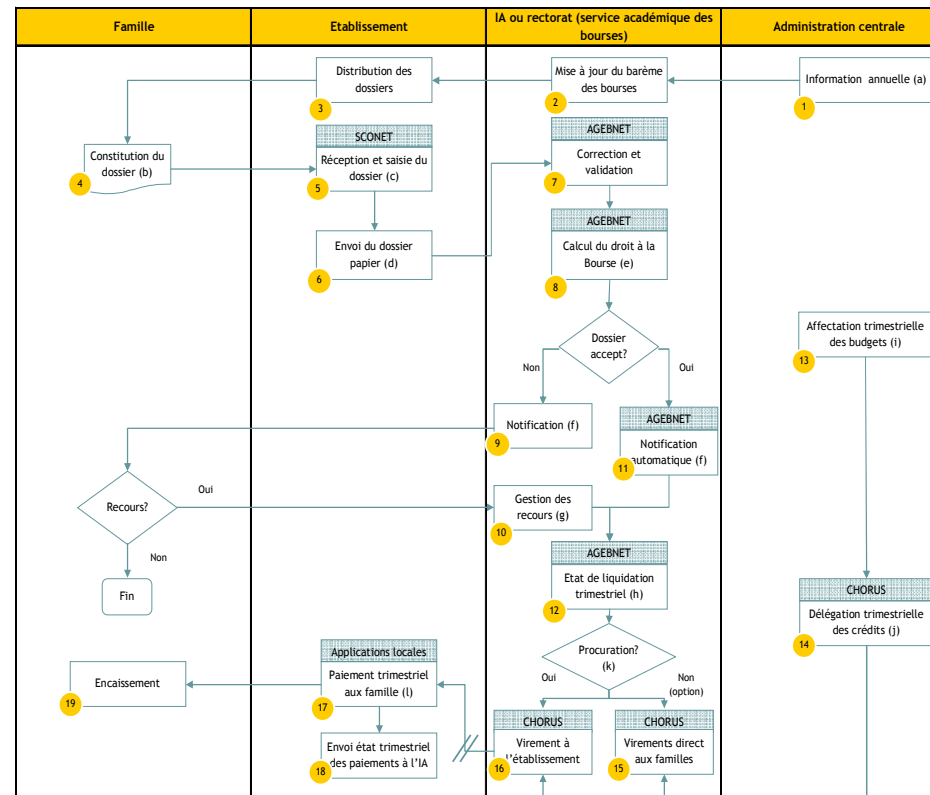 Famille
Etablissement
IA ou rectorat (service académique des
bourses)
Administration centrale
Information annuelle (a)
1
Mise à jour du barème
des bourses
2
Distribution des
dossiers
3
Constitution du
dossier (b)
4
SCONET
Réception et saisie du
dossier (c)
5
Envoi du dossier
papier (d)
6
AGEBNET
Correction et
validation
7
AGEBNET
Calcul du droit à la
Bourse (e)
8
Dossier
accept?
Non
Oui
Notification (f)
9
AGEBNET
Notification
automatique (f)
11
Recours?
Oui
Non
Fin
Gestion des
recours (g)
10
AGEBNET
Etat de liquidation
trimestriel (h)
12
Affectation trimestrielle
des budgets (i)
13
CHORUS
Délégation trimestrielle
des crédits (j)
14
Procuration?
(k)
Oui
Non
(option)
CHORUS
Virement à
l'établissement
16
CHORUS
Virements direct
aux familles
15
Applications locales
Paiement trimestriel
aux famille (l)
17
Envoi état trimestriel
des paiements à l'IA
18
Encaissement
19